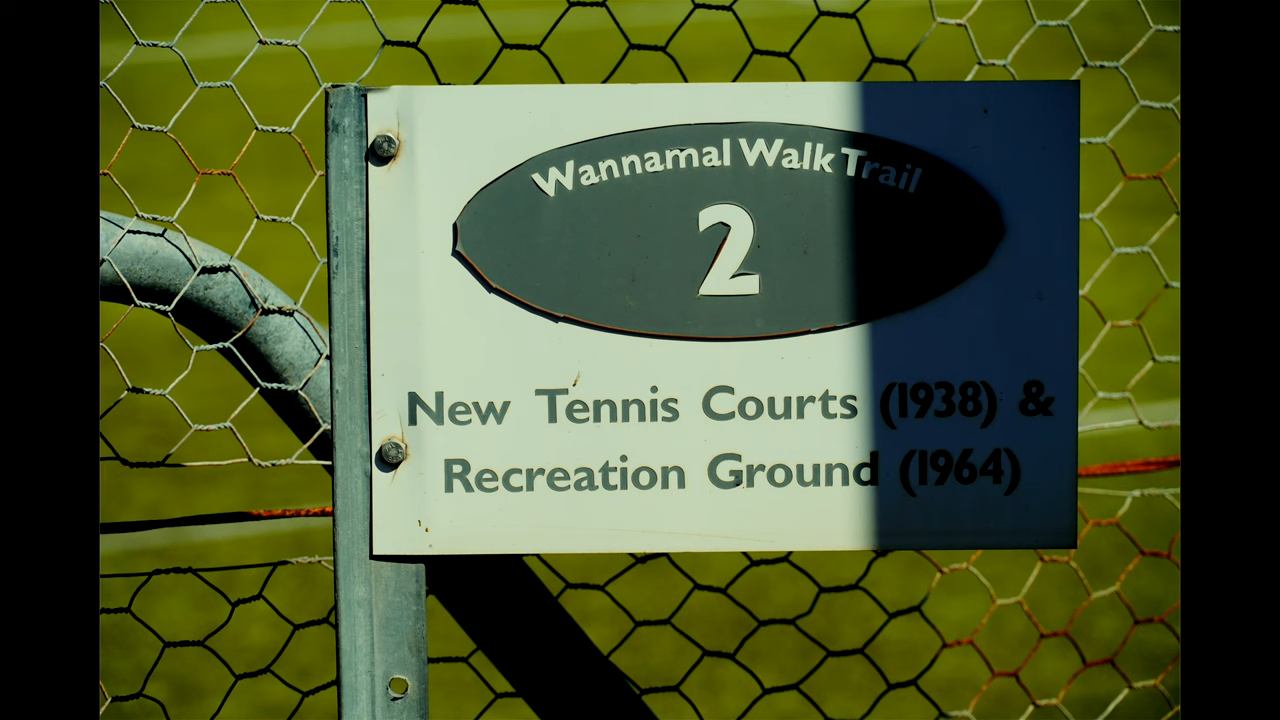 Wannamal Walk Trail
2
New Tennis Courts (1938) &
Recreation Ground (1964)